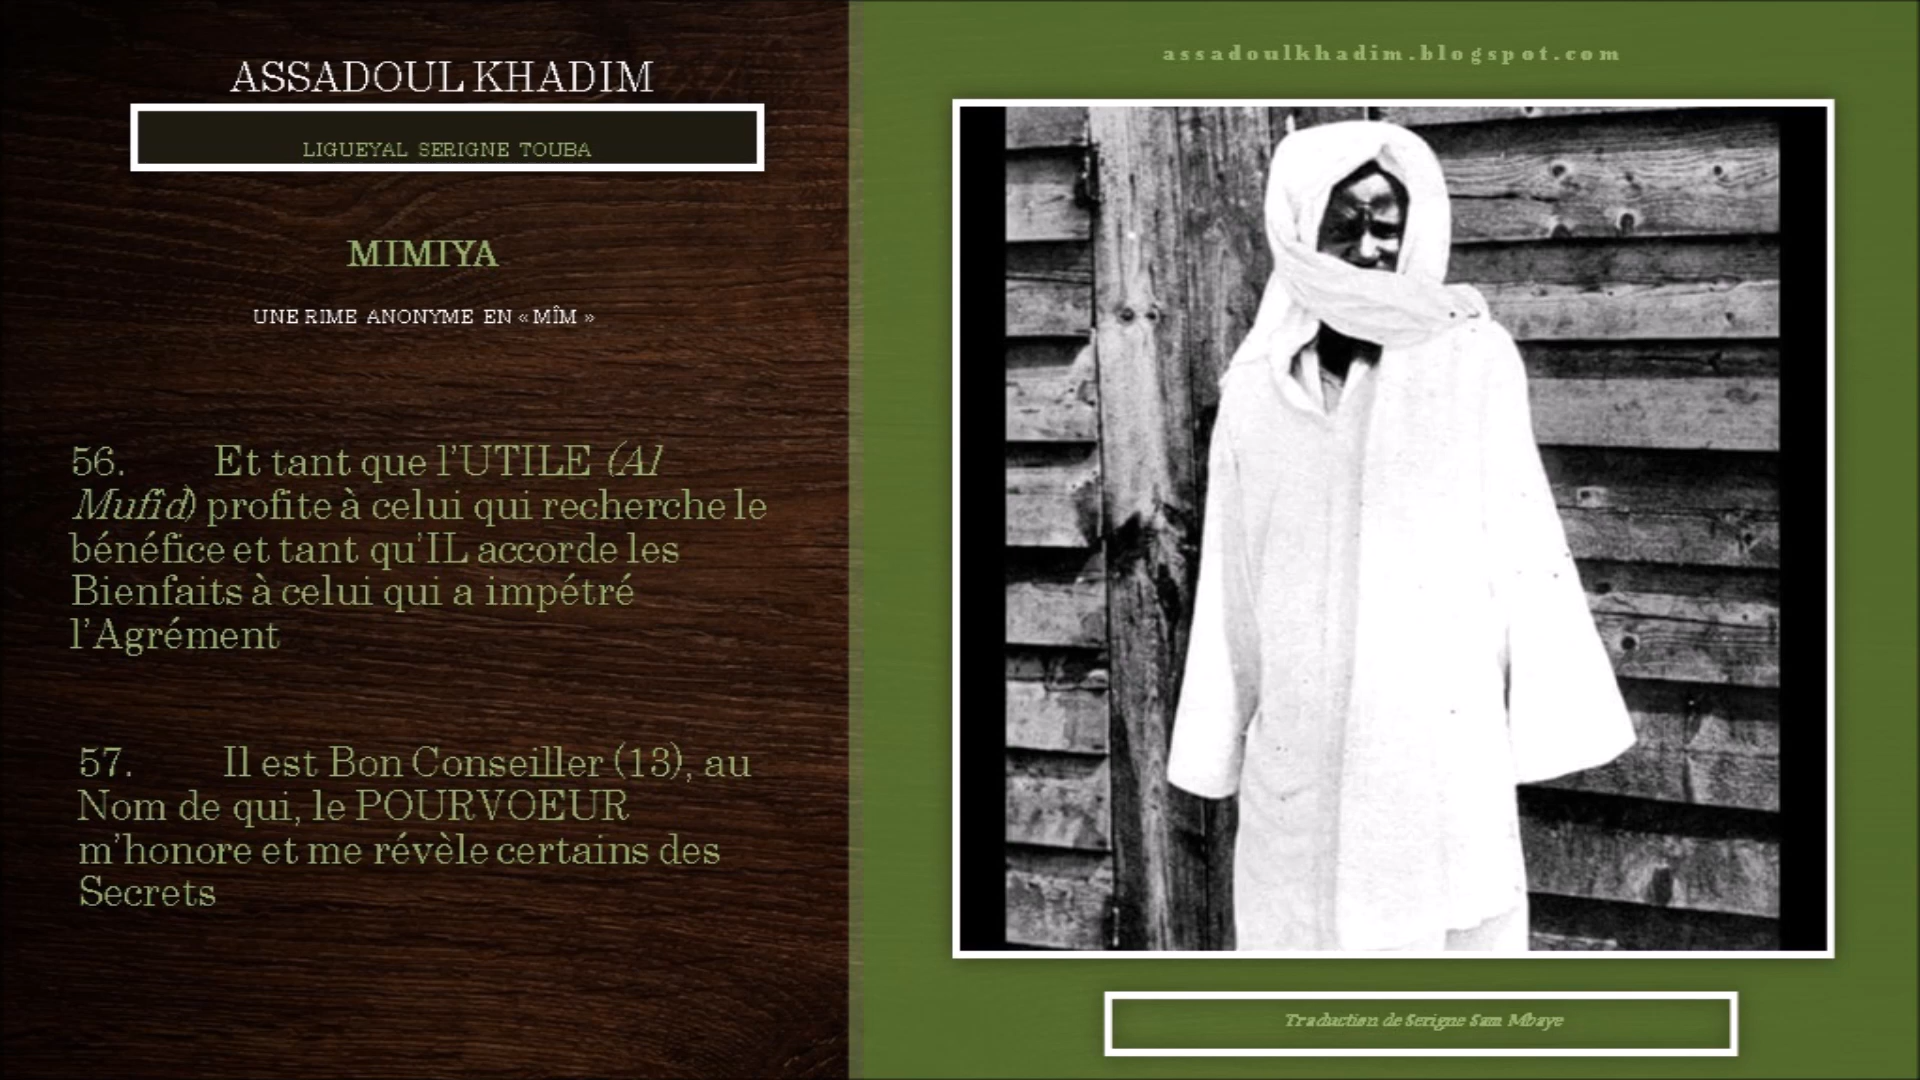 ASSADOUL KHADIM
LIGUEYAL SERIGNE TOUBA
MIMIYA
UNE RIME ANONYME EN « MÎM »
56. Et tant que l’UTILE (Al
Mufîd) profite à celui qui recherche le
bénéfice et tant qu’IL accorde les
Bienfaits à celui qui a impétré
l’Agrément
57. Il est Bon Conseiller (13), au
Nom de qui, le POURVOEUR
m’honore et me révèle certains des
Secrets
assadoulkhadim.blogspot.com
Traduction de Serigne Sam Mbaye